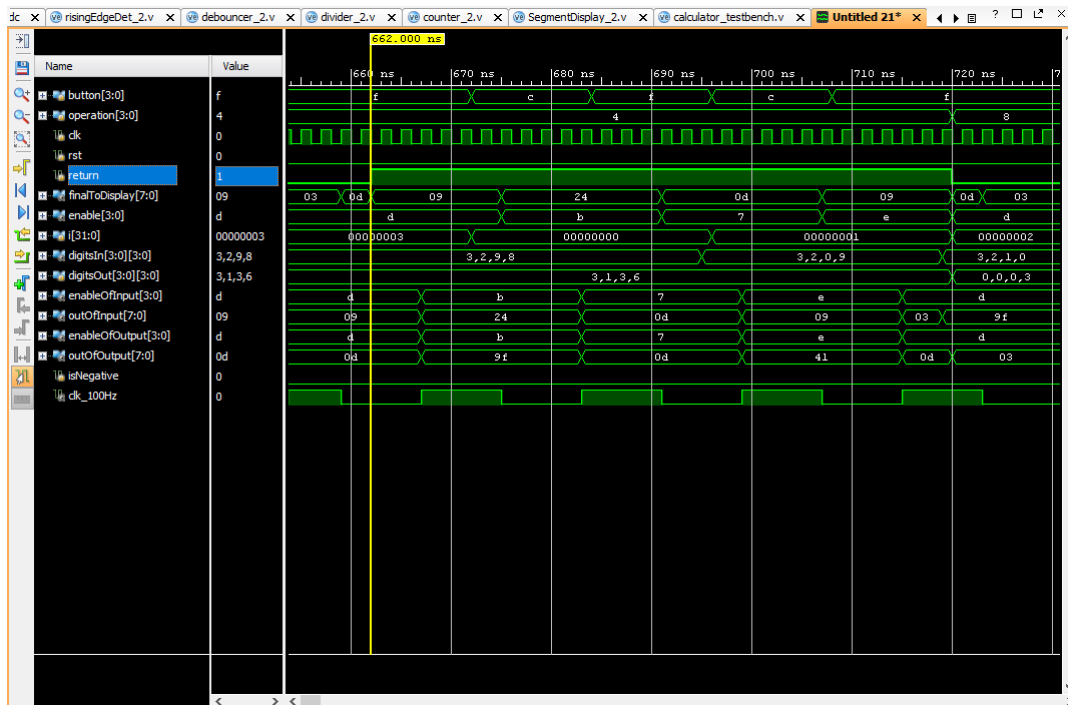 dc risingEdgeDet_2.v debouncer_2.v divider_2.v counter_2.v SegmentDisplay_2.v calculator_testbench.v Untitled 21*
662.000 ns
Name Value 660 ns 670 ns 680 ns 690 ns 700 ns 710 ns 720 ns 7
button[3:0] f f c f c f
operation[3:0] 4 4 8
clk 0
rst 0
return 1
finalToDisplay[7:0] 09 03 0d 09 24 0d 09 0d 03
enable[3:0] d d b 7 e d
i[31:0] 00000003 00000003 00000000 00000001 00000002
digitsIn[3:0][3:0] 3,2,9,8 3,2,9,8 3,2,0,9 3,2,1,0
digitsOut[3:0][3:0] 3,1,3,6 3,1,3,6 0,0,0,3
enableOfInput[3:0] d d b 7 e d
outOfInput[7:0] 09 09 24 0d 09 03 9f
enableOfOutput[3:0] d d b 7 e d
outOfOutput[7:0] 0d 0d 9f 0d 41 0d 03
isNegative 0
clk_100Hz 0